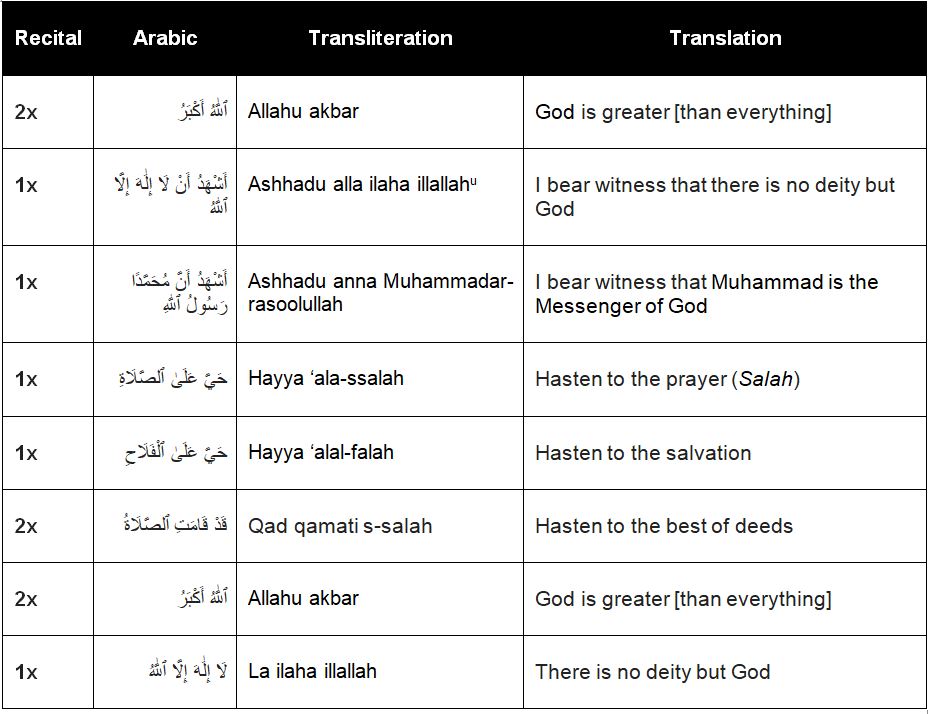 Recital Arabic Transliteration Translation
2x ٱللَّٰهُ أَكْبَرُ Allahu akbar God is greater [than everything]
1x أَشْهَدُ أَنْ لَا إِلَٰهَ إِلَّا Ashhadu alla ilaha illallahᵘ I bear witness that there is no deity but
ٱللَّٰهُ God
1x أَشْهَدُ أَنَّ مُحَمَّدًا Ashhadu anna Muhammadar- I bear witness that Muhammad is the
رَسُولُ ٱللَّٰهِ rasoolullah Messenger of God
1x حَيَّ عَلَىٰ ٱلصَّلَاةِ Hayya ‘ala-ssalah Hasten to the prayer (Salah)
1x حَيَّ عَلَىٰ ٱلْفَلَاحِ Hayya ‘alal-falah Hasten to the salvation
2x قَدْ قَامَتِ ٱلصَّلَاةُ Qad qamati s-salah Hasten to the best of deeds
2x ٱللَّٰهُ أَكْبَرُ Allahu akbar God is greater [than everything]
1x لَا إِلَٰهَ إِلَّا ٱللَّٰهُ La ilaha illallah There is no deity but God